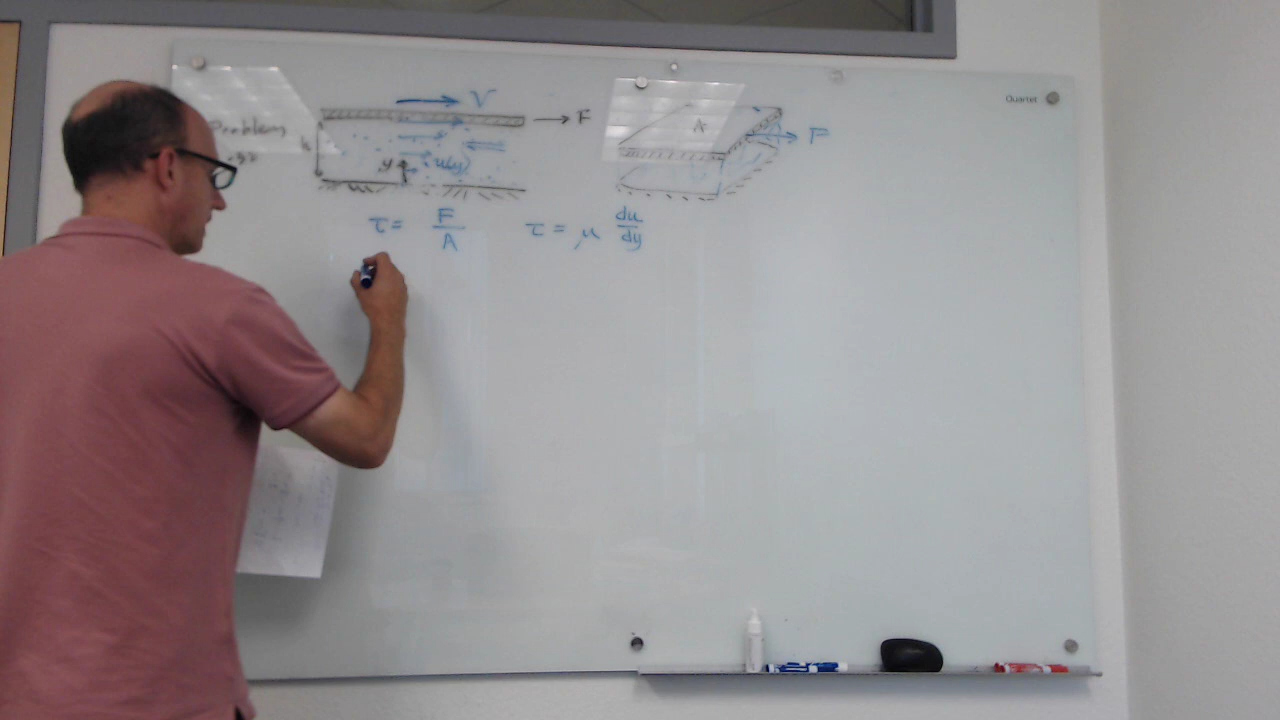 V
F
Problem
h
y
u(y)
A
F
τ = F/A
τ = μ du/dy
Quartet